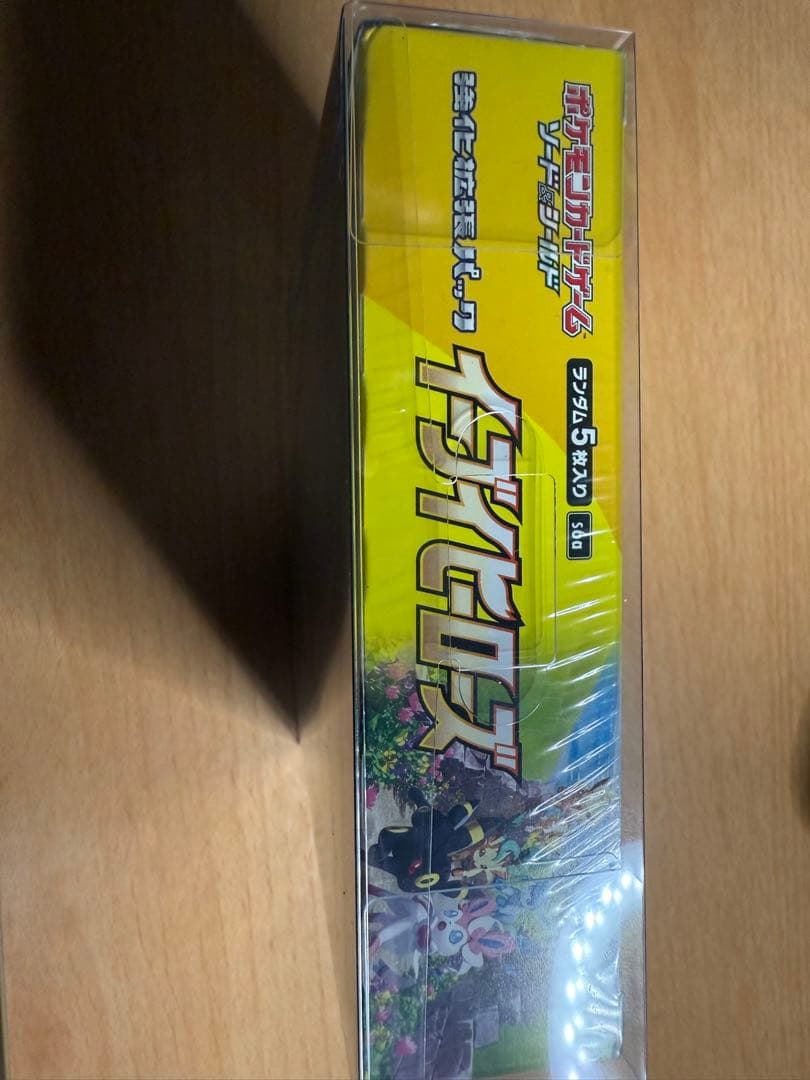 ポケモンカードゲーム
ソード&シールド
ランダム5枚入り
s6a
強化拡張パック
イーブイヒーローズ